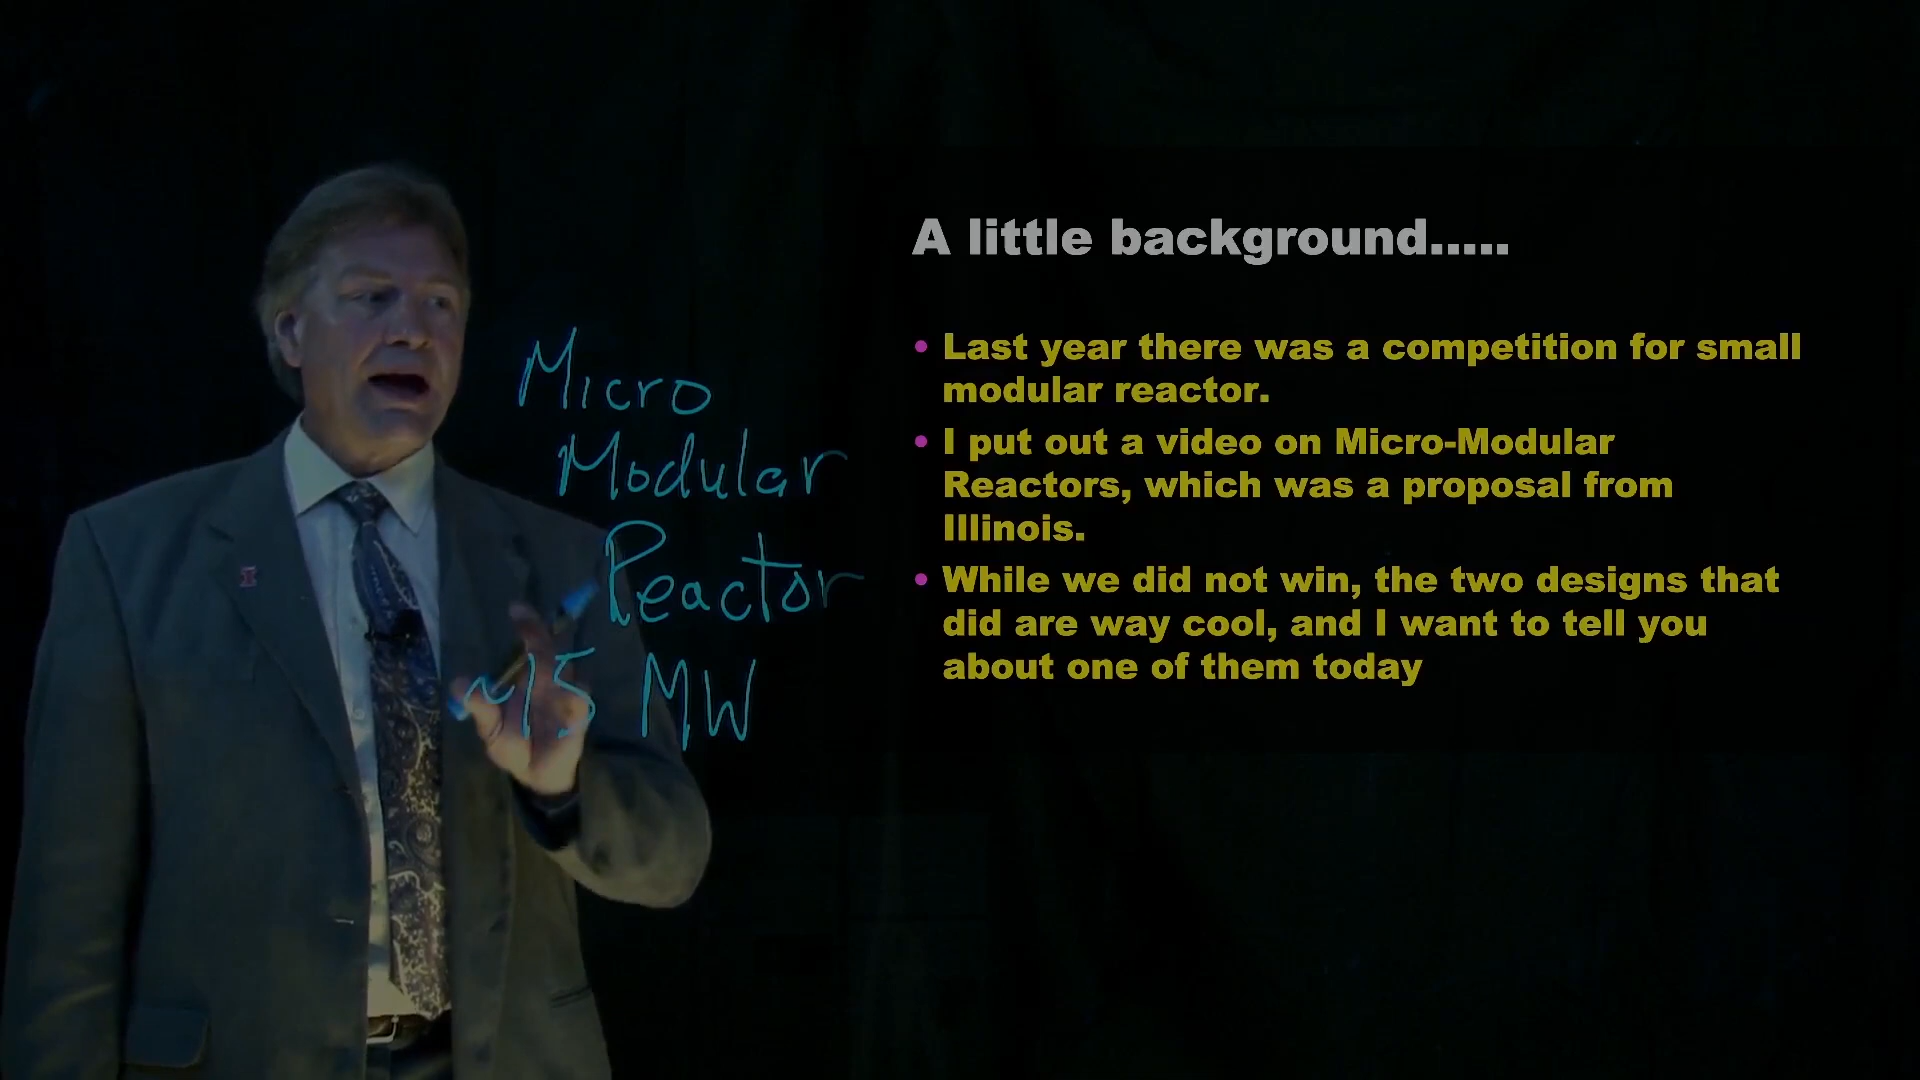 Micro
Modular
Reactor
~15 MW
A little background.....
• Last year there was a competition for small
modular reactor.
• I put out a video on Micro-Modular
Reactors, which was a proposal from
Illinois.
• While we did not win, the two designs that
did are way cool, and I want to tell you
about one of them today